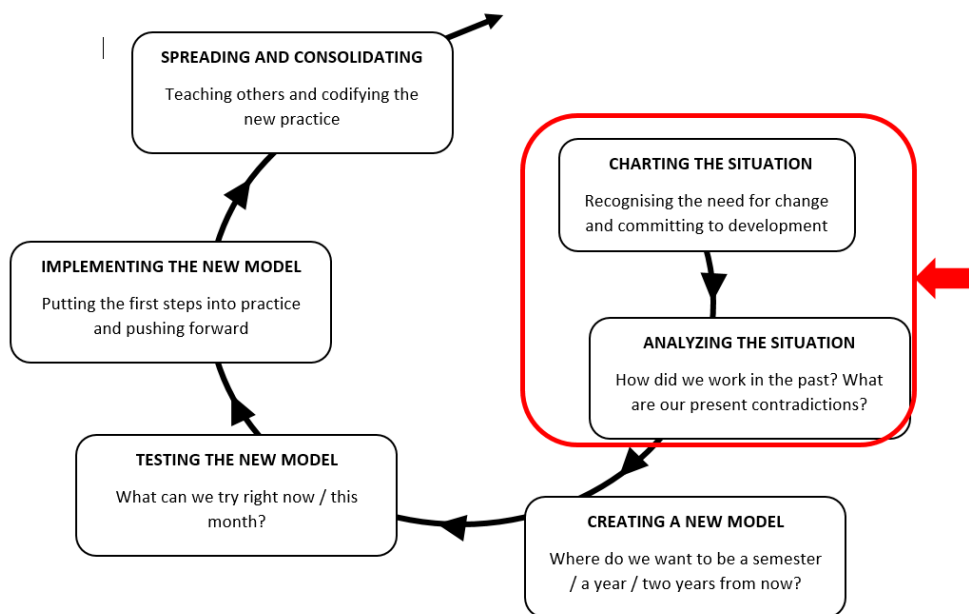 SPREADING AND CONSOLIDATING
Teaching others and codifying the
new practice
CHARTING THE SITUATION
Recognising the need for change
and committing to development
IMPLEMENTING THE NEW MODEL
Putting the first steps into practice
and pushing forward
ANALYZING THE SITUATION
How did we work in the past? What
are our present contradictions?
TESTING THE NEW MODEL
What can we try right now / this
month?
CREATING A NEW MODEL
Where do we want to be a semester
/ a year / two years from now?